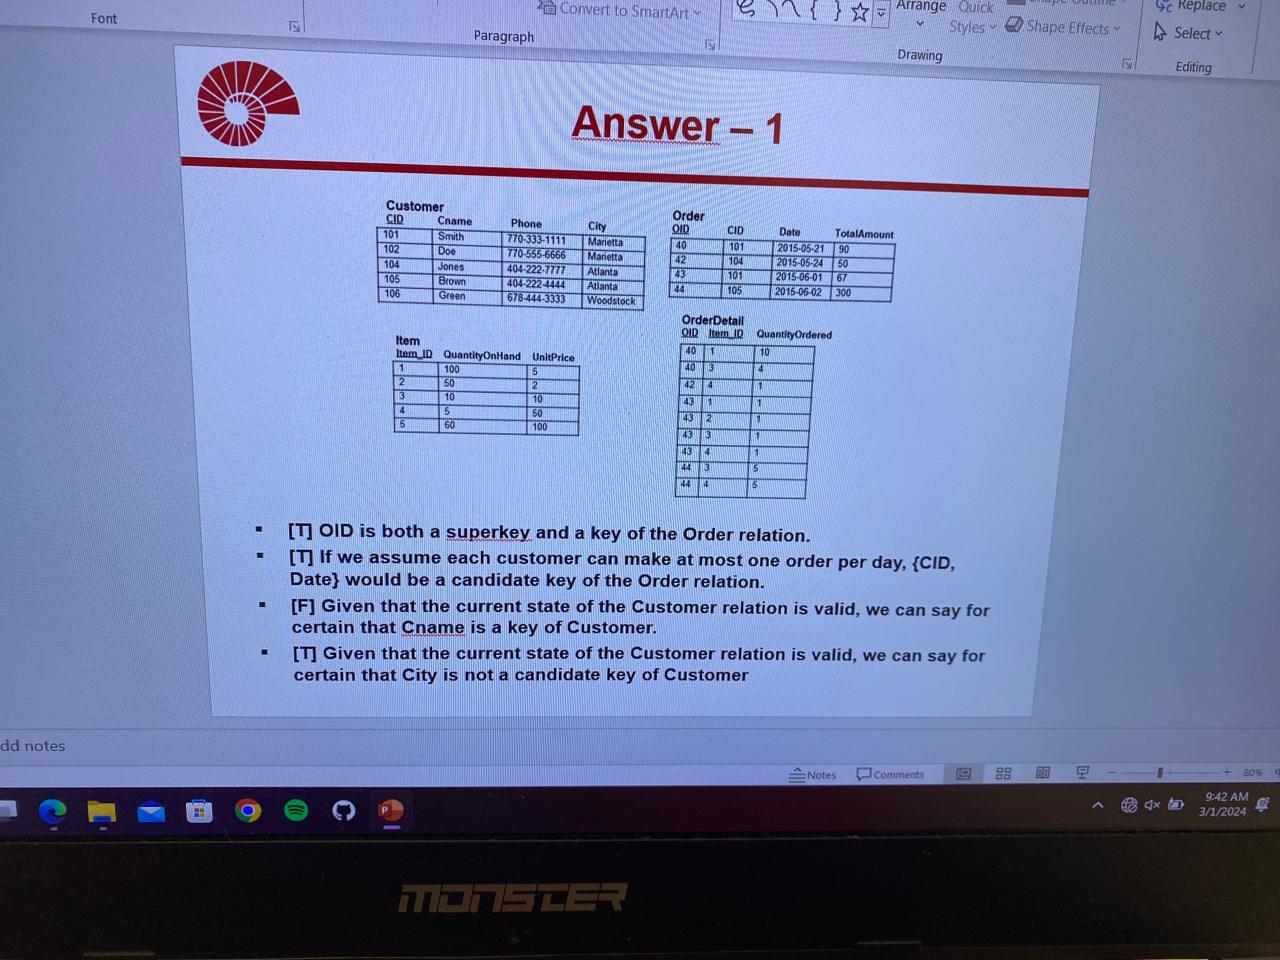 Font
Convert to SmartArt
Paragraph
Arrange
Quick
Styles
Shape Effects
Drawing
Replace
Select
Editing
Answer – 1
Customer
CID Cname Phone City
101 Smith 770-333-1111 Marietta
102 Doe 770-555-6666 Marietta
104 Jones 404-222-7777 Atlanta
105 Brown 404-222-4444 Atlanta
106 Green 678-444-3333 Woodstock
Order
OID CID Date TotalAmount
40 101 2015-05-21 90
42 104 2015-05-24 50
43 101 2015-06-01 67
44 105 2015-06-02 300
Item
Item_ID QuantityOnHand UnitPrice
1 100 5
2 50 2
3 10 10
4 5 50
5 60 100
OrderDetail
OID Item_ID QuantityOrdered
40 1 10
40 3 4
42 4 1
43 1 1
43 2 1
43 3 1
43 4 1
44 3 5
44 4 5
▪ [T] OID is both a superkey and a key of the Order relation.
▪ [T] If we assume each customer can make at most one order per day, {CID,
Date} would be a candidate key of the Order relation.
▪ [F] Given that the current state of the Customer relation is valid, we can say for
certain that Cname is a key of Customer.
▪ [T] Given that the current state of the Customer relation is valid, we can say for
certain that City is not a candidate key of Customer
dd notes
Notes
Comments
80%
9:42 AM
3/1/2024
MONSTER